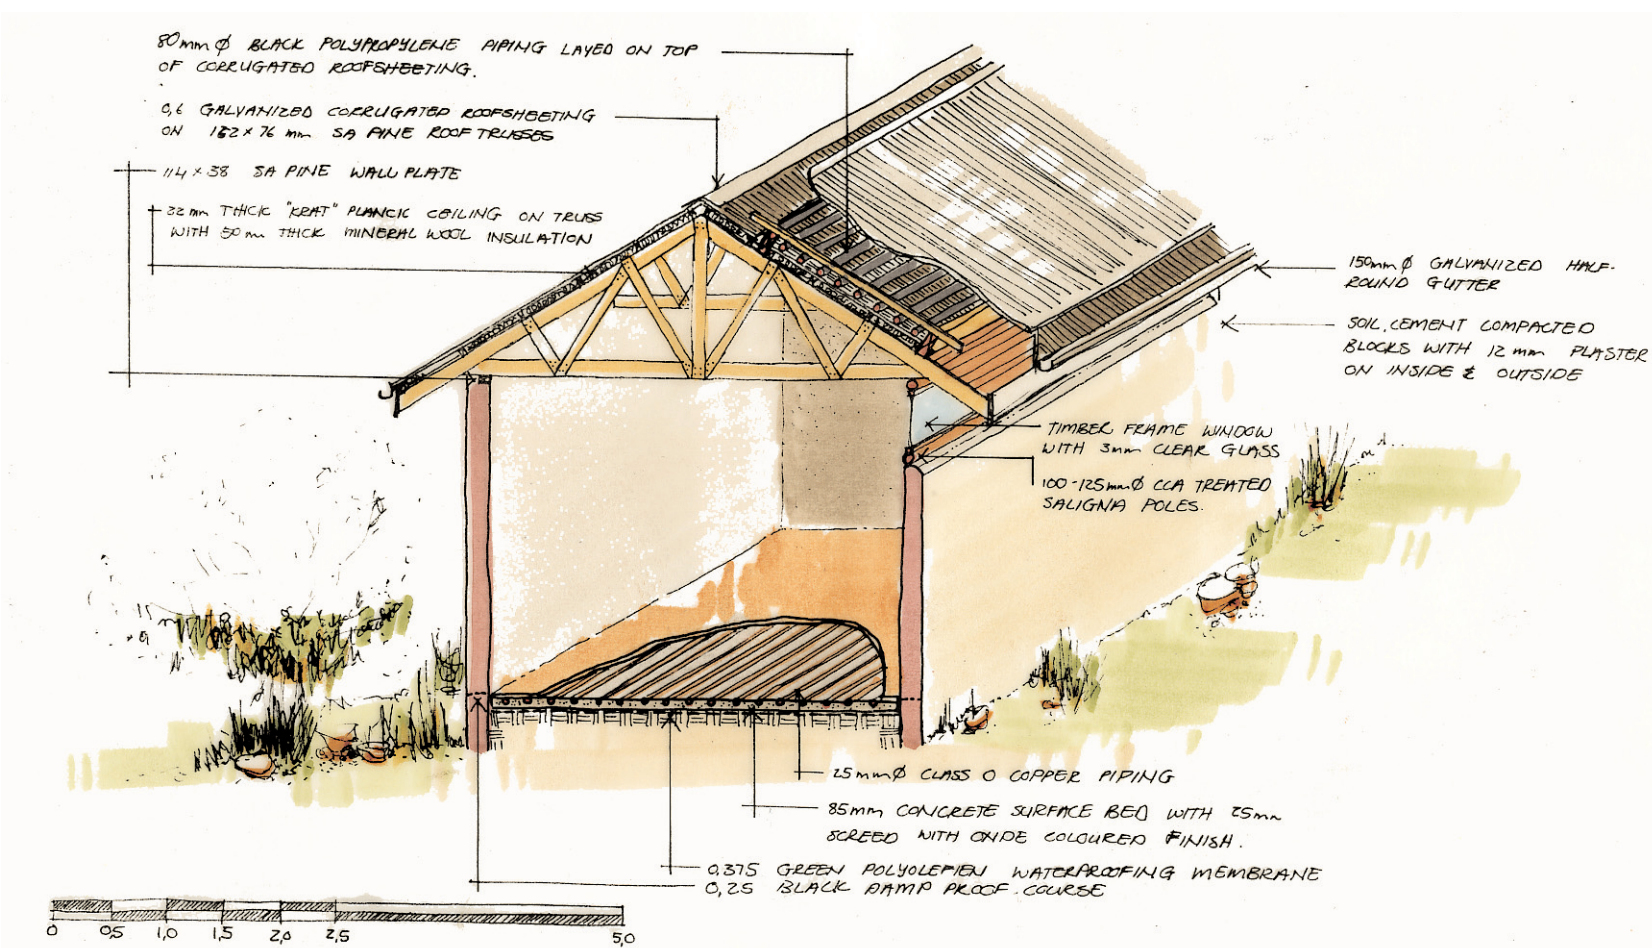 80mm Ø BLACK POLYPROPYLENE PIPING LAYED ON TOP
OF CORRUGATED ROOFSHEETING.
0,6 GALVANIZED CORRUGATED ROOFSHEETING
ON 152 x 76 mm SA PINE ROOF TRUSSES
114 x 38 SA PINE WALL PLATE
22 mm THICK "KRAT" PLANCK CEILING ON TRUSS
WITH 50 mm THICK MINERAL WOOL INSULATION
150mm Ø GALVANIZED HALF-
ROUND GUTTER
SOIL, CEMENT COMPACTED
BLOCKS WITH 12 mm PLASTER
ON INSIDE & OUTSIDE
TIMBER FRAME WINDOW
WITH 3mm CLEAR GLASS
100-125mm Ø CCA TREATED
SALIGNA POLES.
25mm Ø CLASS O COPPER PIPING
85mm CONCRETE SURFACE BED WITH 25mm
SCREED WITH OXIDE COLOURED FINISH.
0,375 GREEN POLYOLEFIEN WATERPROOFING MEMBRANE
0,25 BLACK DAMP PROOF COURSE
0 0,5 1,0 1,5 2,0 2,5 5,0